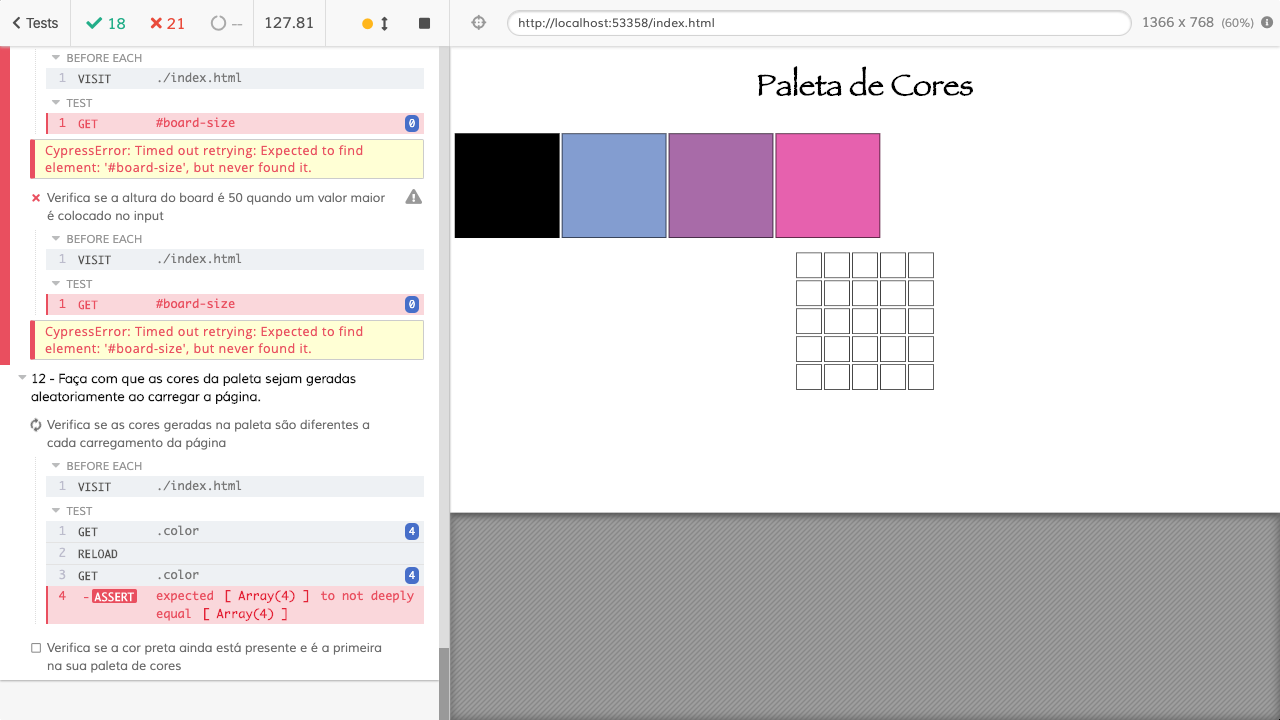 Tests
18
21
--
127.81
http://localhost:53358/index.html
1366 x 768 (60%)
BEFORE EACH
1 VISIT ./index.html
TEST
1 GET #board-size 0
CypressError: Timed out retrying: Expected to find
element: '#board-size', but never found it.
Verifica se a altura do board é 50 quando um valor maior
é colocado no input
BEFORE EACH
1 VISIT ./index.html
TEST
1 GET #board-size 0
CypressError: Timed out retrying: Expected to find
element: '#board-size', but never found it.
12 - Faça com que as cores da paleta sejam geradas
aleatoriamente ao carregar a página.
Verifica se as cores geradas na paleta são diferentes a
cada carregamento da página
BEFORE EACH
1 VISIT ./index.html
TEST
1 GET .color 4
2 RELOAD
3 GET .color 4
4 -ASSERT expected [ Array(4) ] to not deeply
equal [ Array(4) ]
Verifica se a cor preta ainda está presente e é a primeira
na sua paleta de cores
Paleta de Cores